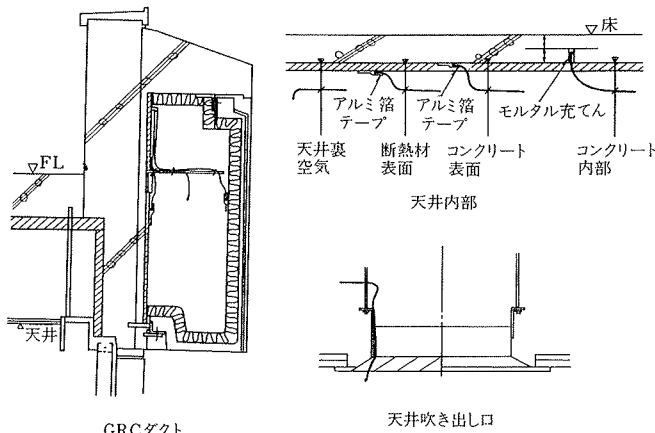 FL
天井
GRCダクト
床
アルミ箔
テープ
アルミ箔
テープ
モルタル充てん
天井裏
空気
断熱材
表面
コンクリート
表面
コンクリート
内部
天井内部
天井吹き出し口